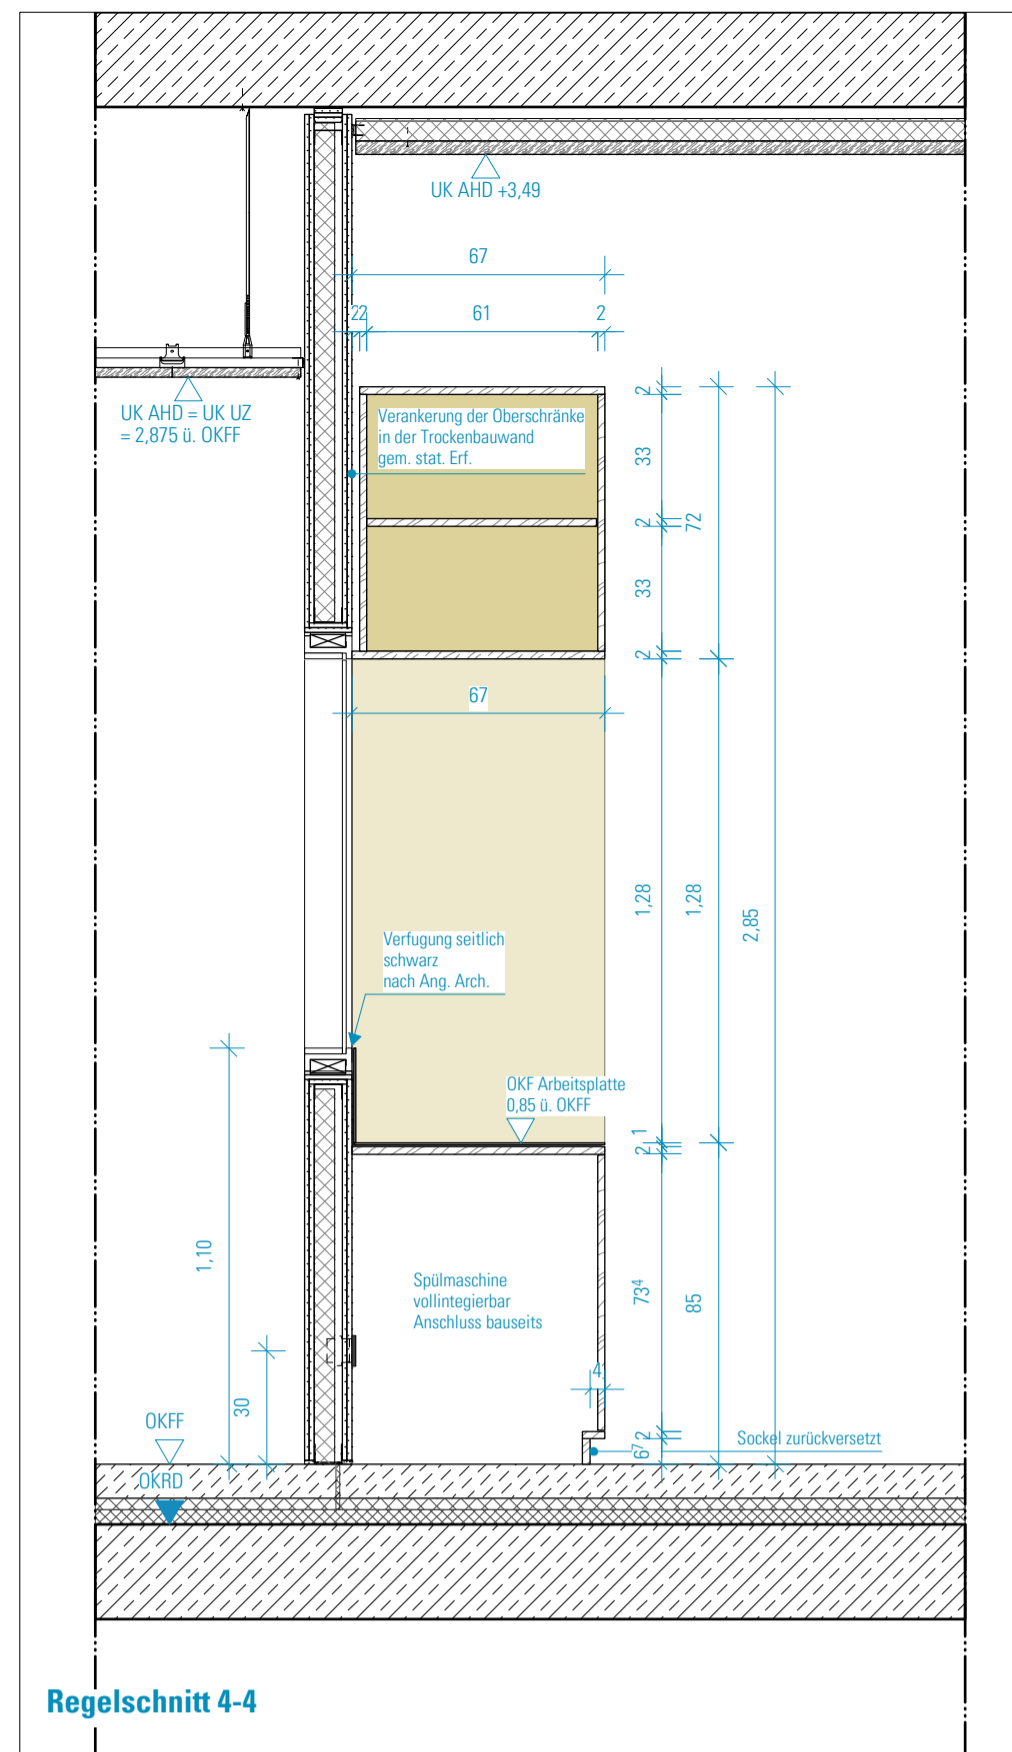 UK AHD +3,49
67
22
61
2
UK AHD = UK UZ
= 2,875 ü. OKFF
Verankerung der Oberschränke
in der Trockenbauwand
gem. stat. Erf.
2
33
2
72
33
2
67
1,28
1,28
2,85
Verfugung seitlich
schwarz
nach Ang. Arch.
OKF Arbeitsplatte
0,85 ü. OKFF
1
2
1,10
Spülmaschine
vollintegierbar
Anschluss bauseits
73⁴
85
4
30
OKFF
2
6⁷
Sockel zurückversetzt
OKRD
Regelschnitt 4-4